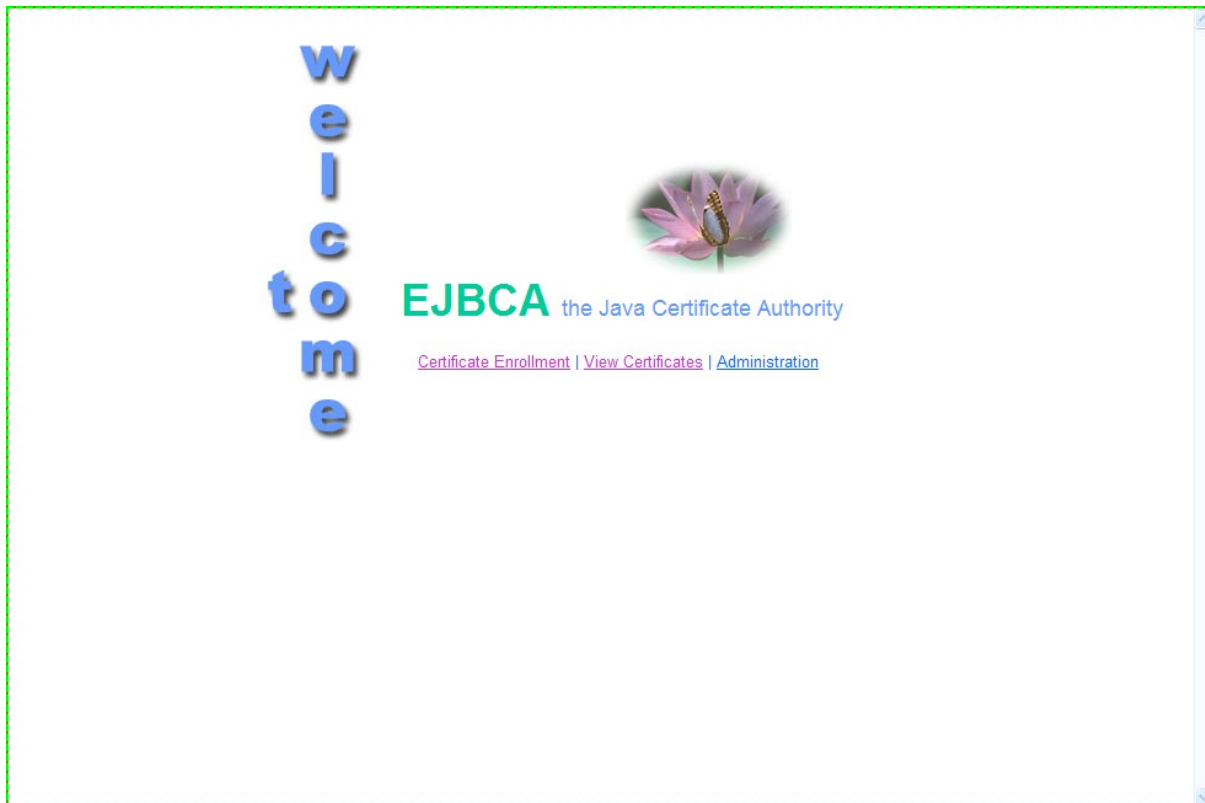 welcome
to
EJBCA the Java Certificate Authority
Certificate Enrollment | View Certificates | Administration